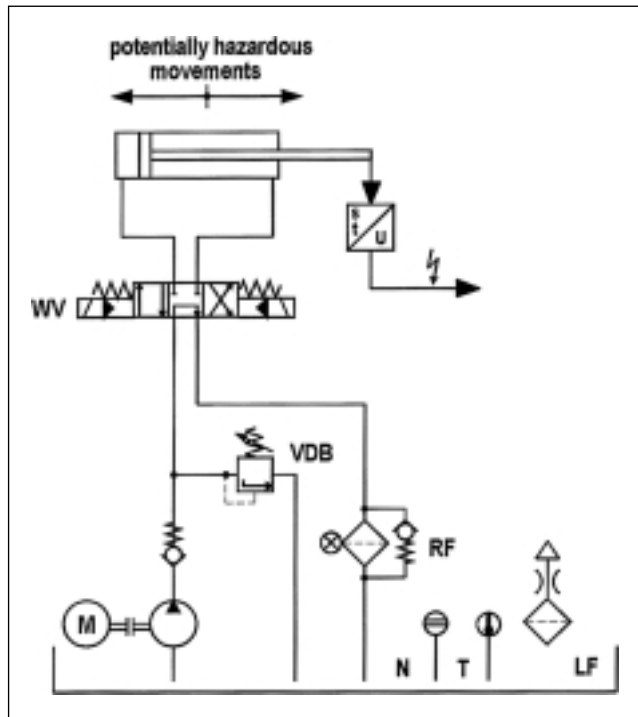 potentially hazardous
movements
s
t
U
WV
VDB
RF
M
N T LF